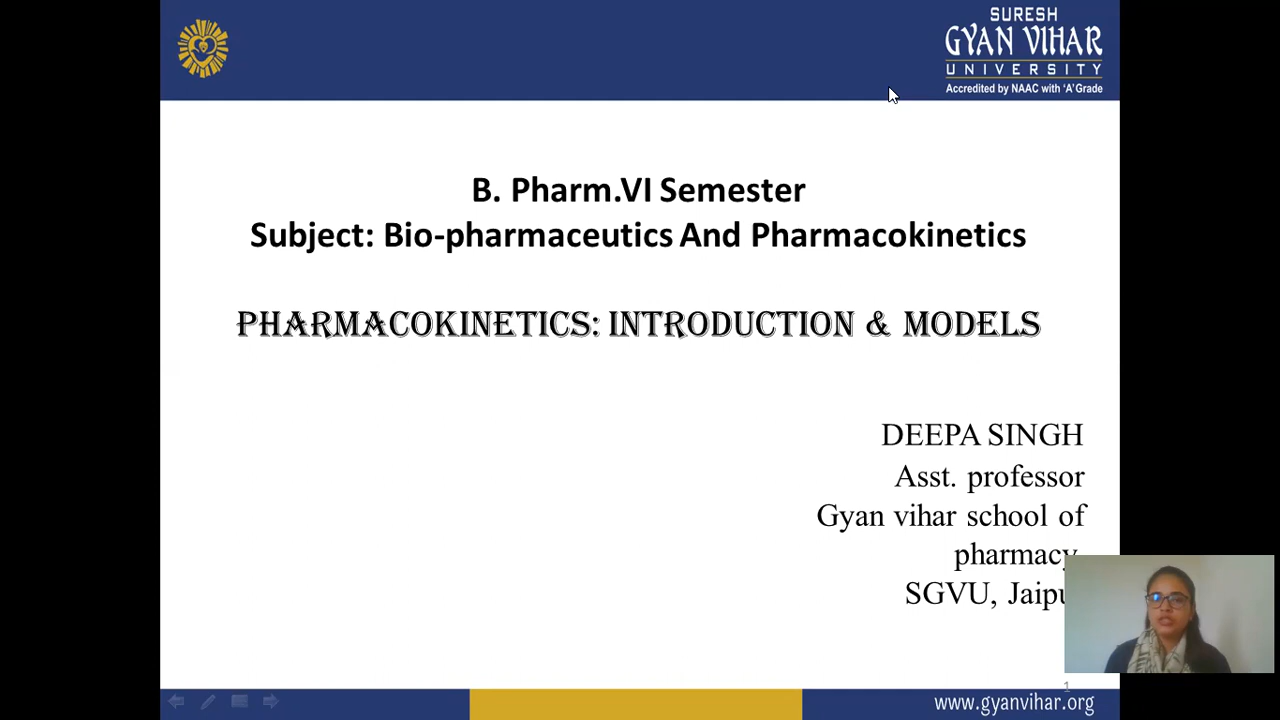 SURESH
GYAN VIHAR
UNIVERSITY
Accredited by NAAC with 'A' Grade
B. Pharm.VI Semester
Subject: Bio-pharmaceutics And Pharmacokinetics
PHARMACOKINETICS: INTRODUCTION & MODELS
DEEPA SINGH
Asst. professor
Gyan vihar school of
pharmacy,
SGVU, Jaipu
1
www.gyanvihar.org